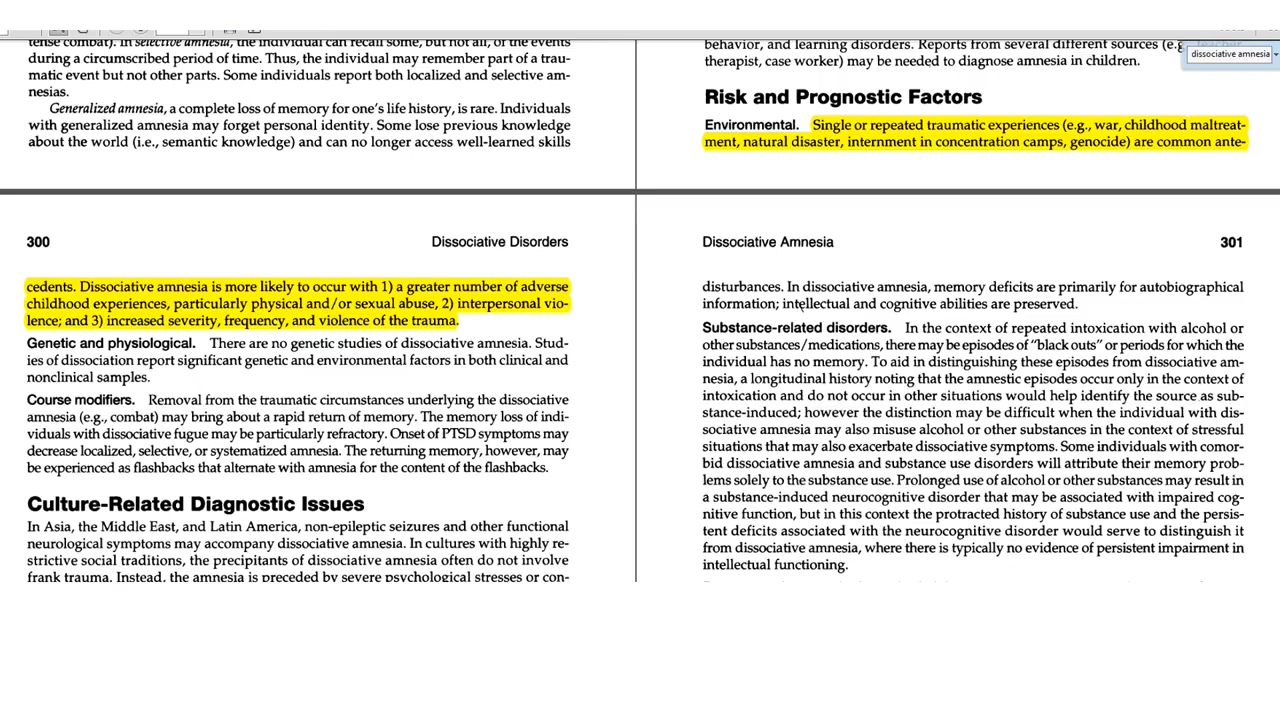 tense combat). In selective amnesia, the individual can recall some, but not all, of the events
during a circumscribed period of time. Thus, the individual may remember part of a trau-
matic event but not other parts. Some individuals report both localized and selective am-
nesias.
Generalized amnesia, a complete loss of memory for one's life history, is rare. Individuals
with generalized amnesia may forget personal identity. Some lose previous knowledge
about the world (i.e., semantic knowledge) and can no longer access well-learned skills
behavior, and learning disorders. Reports from several different sources (e.g
therapist, case worker) may be needed to diagnose amnesia in children.
dissociative amnesia
Risk and Prognostic Factors
Environmental. Single or repeated traumatic experiences (e.g., war, childhood maltreat-
ment, natural disaster, internment in concentration camps, genocide) are common ante-
300 Dissociative Disorders
cedents. Dissociative amnesia is more likely to occur with 1) a greater number of adverse
childhood experiences, particularly physical and/or sexual abuse, 2) interpersonal vio-
lence; and 3) increased severity, frequency, and violence of the trauma.
Genetic and physiological. There are no genetic studies of dissociative amnesia. Stud-
ies of dissociation report significant genetic and environmental factors in both clinical and
nonclinical samples.
Course modifiers. Removal from the traumatic circumstances underlying the dissociative
amnesia (e.g., combat) may bring about a rapid return of memory. The memory loss of indi-
viduals with dissociative fugue may be particularly refractory. Onset of PTSD symptoms may
decrease localized, selective, or systematized amnesia. The returning memory, however, may
be experienced as flashbacks that alternate with amnesia for the content of the flashbacks.
Culture-Related Diagnostic Issues
In Asia, the Middle East, and Latin America, non-epileptic seizures and other functional
neurological symptoms may accompany dissociative amnesia. In cultures with highly re-
strictive social traditions, the precipitants of dissociative amnesia often do not involve
frank trauma. Instead, the amnesia is preceded by severe psychological stresses or con-
Dissociative Amnesia 301
disturbances. In dissociative amnesia, memory deficits are primarily for autobiographical
information; intellectual and cognitive abilities are preserved.
Substance-related disorders. In the context of repeated intoxication with alcohol or
other substances/medications, there may be episodes of "black outs" or periods for which the
individual has no memory. To aid in distinguishing these episodes from dissociative am-
nesia, a longitudinal history noting that the amnestic episodes occur only in the context of
intoxication and do not occur in other situations would help identify the source as sub-
stance-induced; however the distinction may be difficult when the individual with dis-
sociative amnesia may also misuse alcohol or other substances in the context of stressful
situations that may also exacerbate dissociative symptoms. Some individuals with comor-
bid dissociative amnesia and substance use disorders will attribute their memory prob-
lems solely to the substance use. Prolonged use of alcohol or other substances may result in
a substance-induced neurocognitive disorder that may be associated with impaired cog-
nitive function, but in this context the protracted history of substance use and the persis-
tent deficits associated with the neurocognitive disorder would serve to distinguish it
from dissociative amnesia, where there is typically no evidence of persistent impairment in
intellectual functioning.